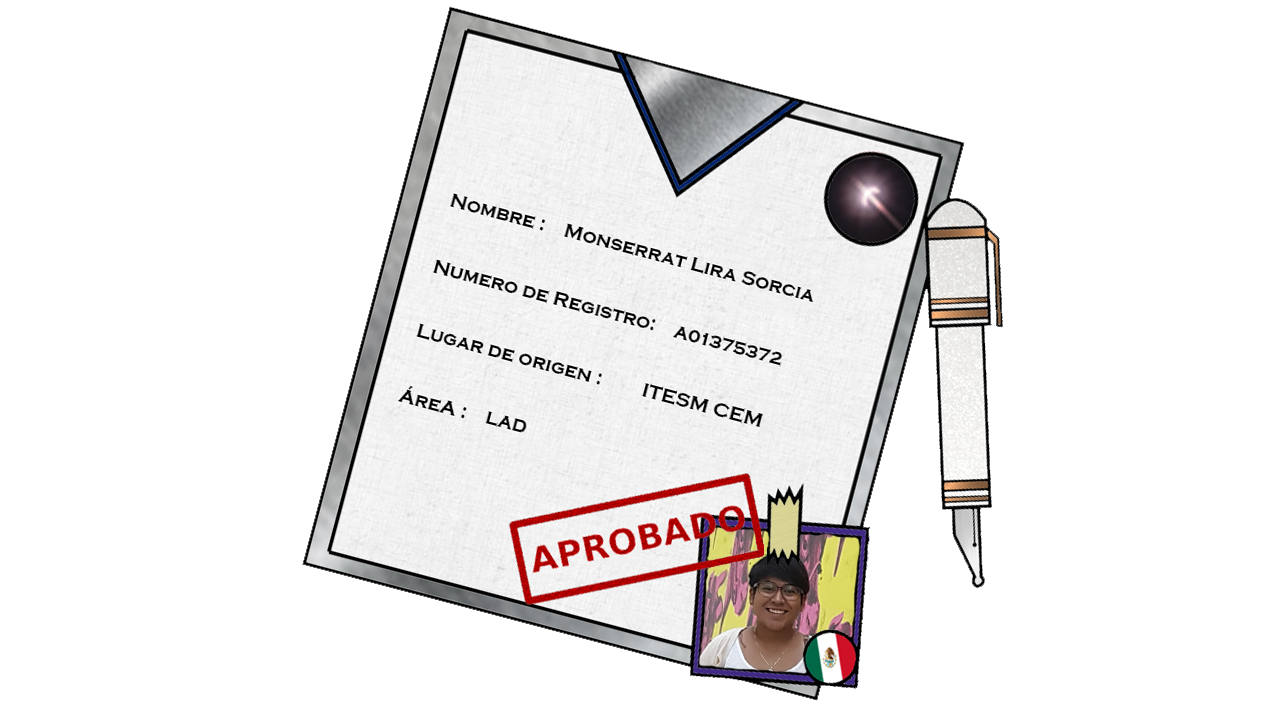 Nombre : Monserrat Lira Sorcia
Numero de Registro: A01375372
Lugar de origen : ITESM CEM
ÁreA : LAD
APROBADO